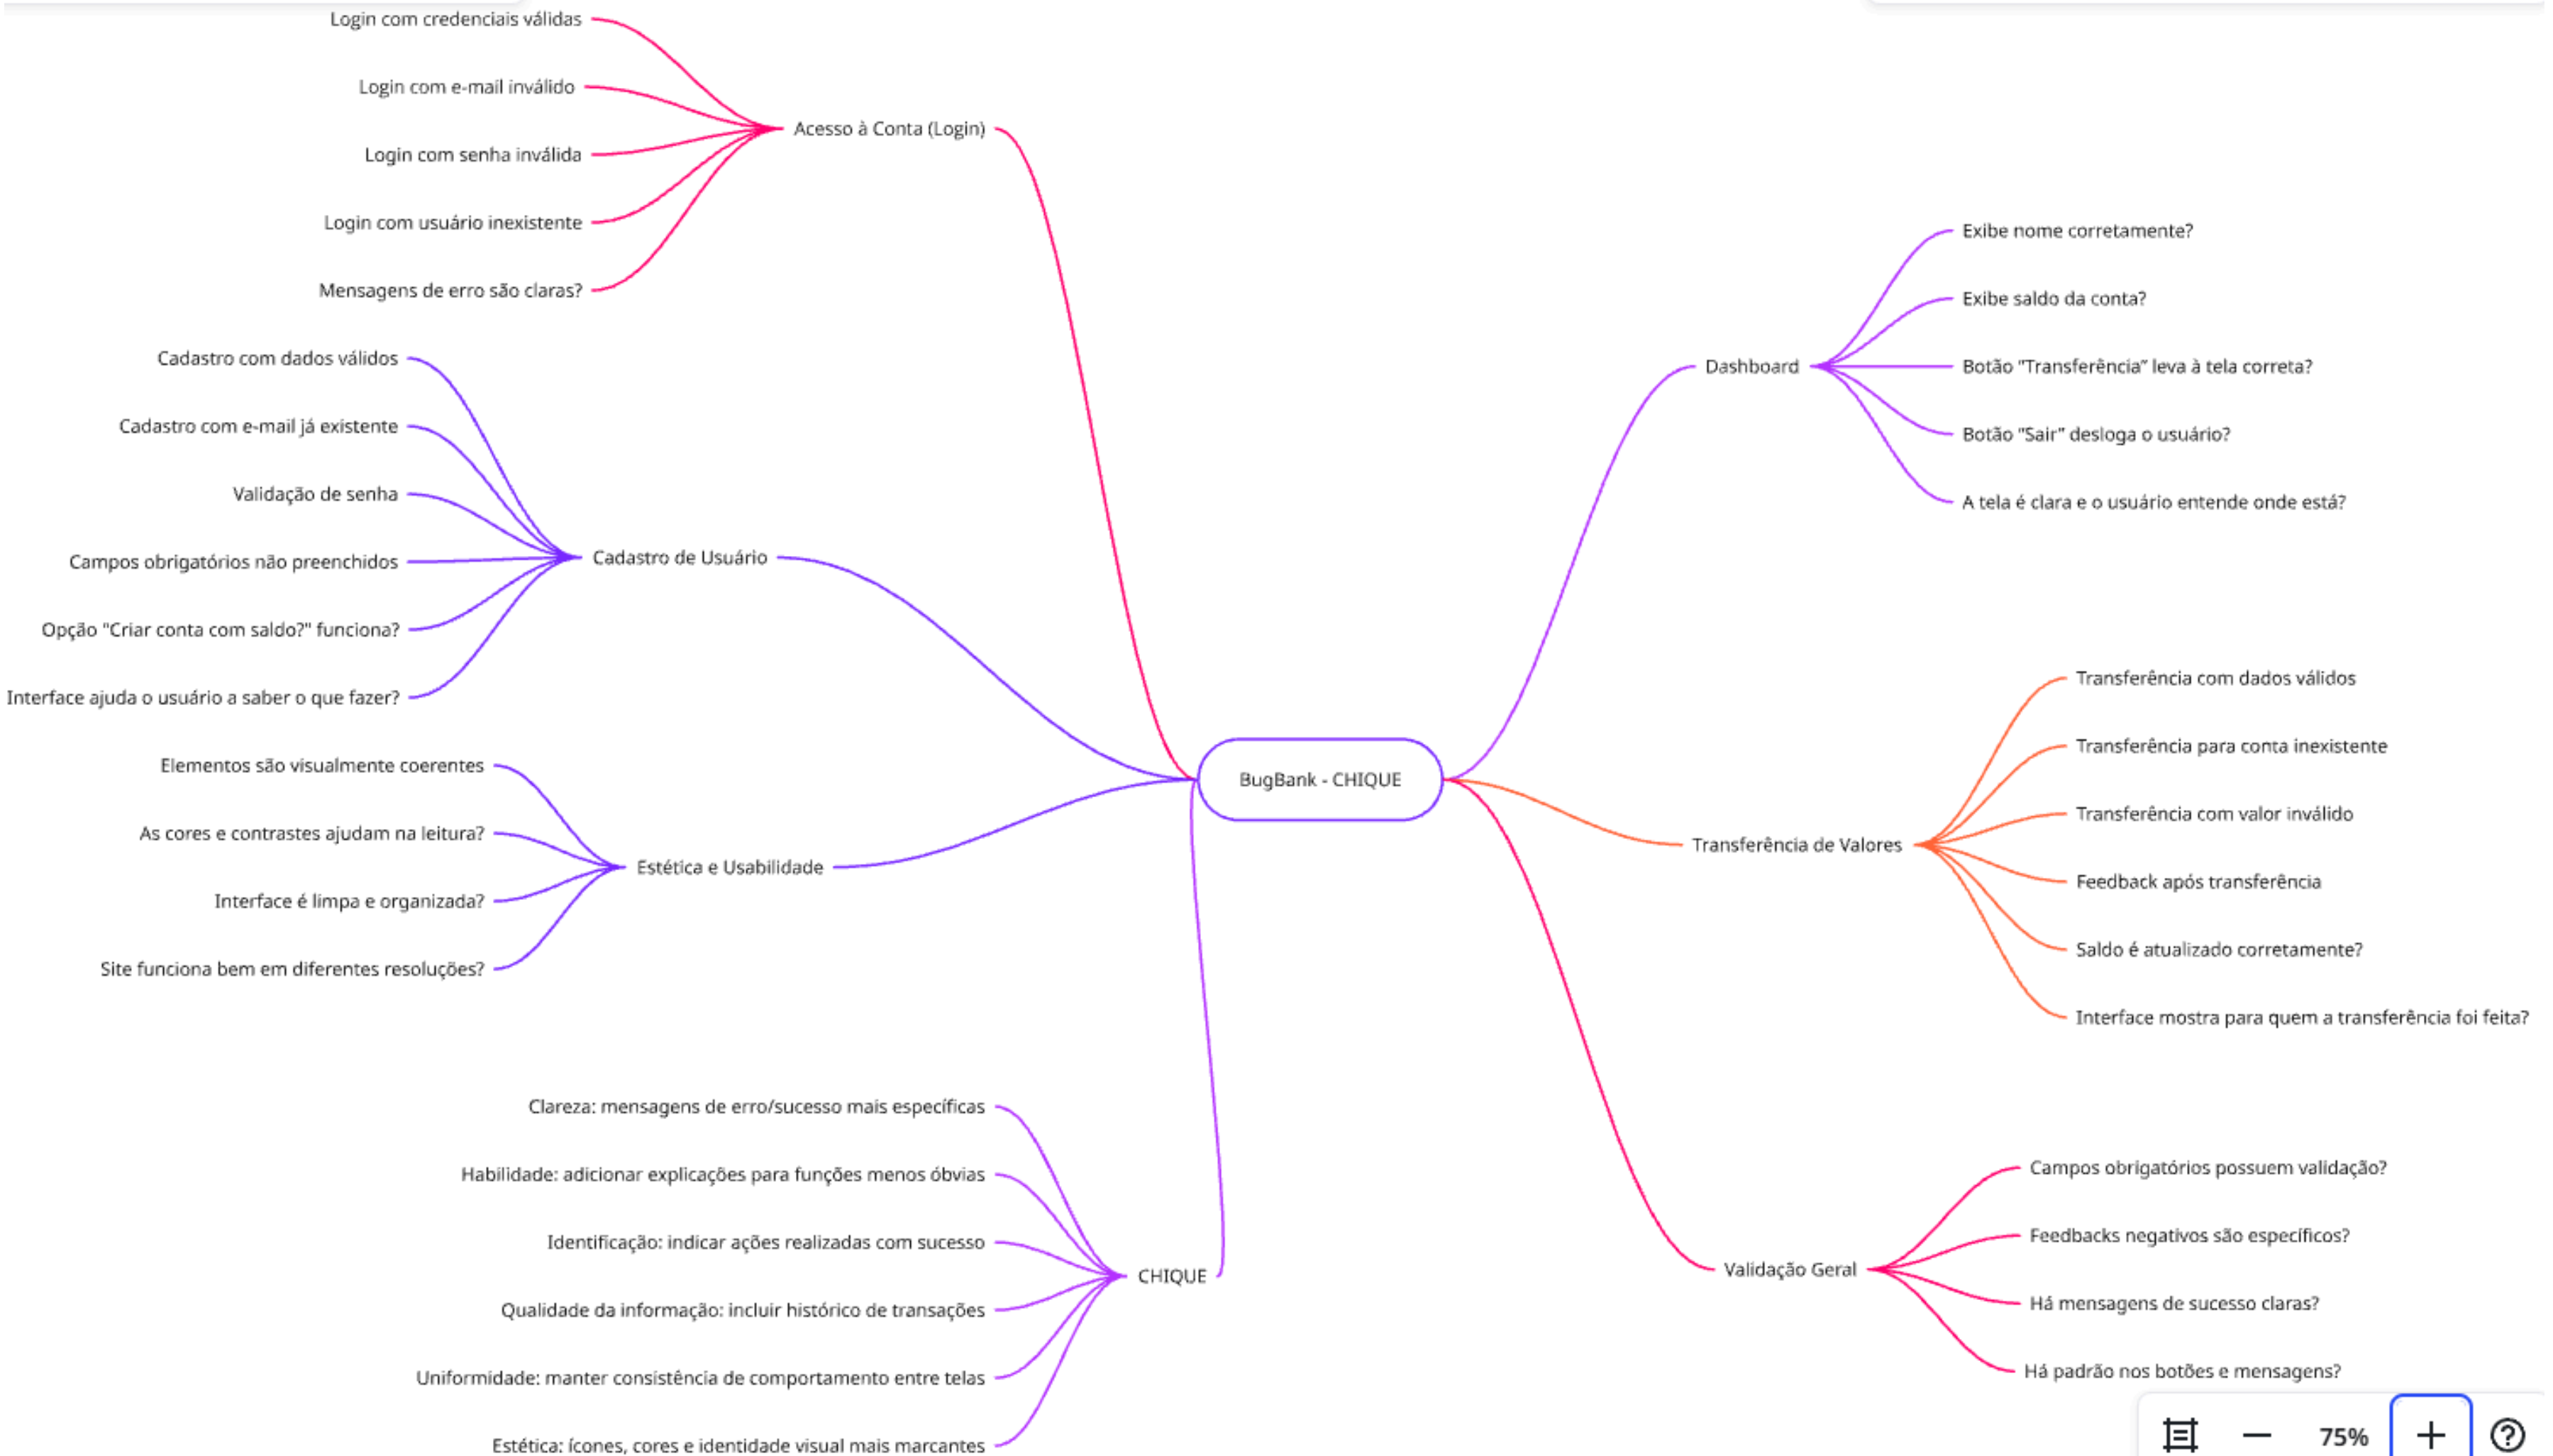 Login com credenciais válidas
Login com e-mail inválido
Login com senha inválida
Login com usuário inexistente
Mensagens de erro são claras?
Acesso à Conta (Login)
Cadastro com dados válidos
Cadastro com e-mail já existente
Validação de senha
Campos obrigatórios não preenchidos
Opção "Criar conta com saldo?" funciona?
Interface ajuda o usuário a saber o que fazer?
Cadastro de Usuário
Elementos são visualmente coerentes
As cores e contrastes ajudam na leitura?
Interface é limpa e organizada?
Site funciona bem em diferentes resoluções?
Estética e Usabilidade
Clareza: mensagens de erro/sucesso mais específicas
Habilidade: adicionar explicações para funções menos óbvias
Identificação: indicar ações realizadas com sucesso
Qualidade da informação: incluir histórico de transações
Uniformidade: manter consistência de comportamento entre telas
Estética: ícones, cores e identidade visual mais marcantes
CHIQUE
BugBank - CHIQUE
Dashboard
Exibe nome corretamente?
Exibe saldo da conta?
Botão “Transferência” leva à tela correta?
Botão “Sair” desloga o usuário?
A tela é clara e o usuário entende onde está?
Transferência de Valores
Transferência com dados válidos
Transferência para conta inexistente
Transferência com valor inválido
Feedback após transferência
Saldo é atualizado corretamente?
Interface mostra para quem a transferência foi feita?
Validação Geral
Campos obrigatórios possuem validação?
Feedbacks negativos são específicos?
Há mensagens de sucesso claras?
Há padrão nos botões e mensagens?
75%